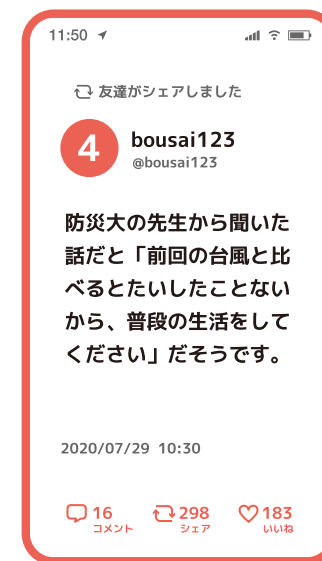 11:50
友達がシェアしました
4
bousai123
@bousai123
防災大の先生から聞いた
話だと「前回の台風と比
べるとたいしたことない
から、普段の生活をして
ください」だそうです。
2020/07/29 10:30
16 298 183
コメント シェア いいね